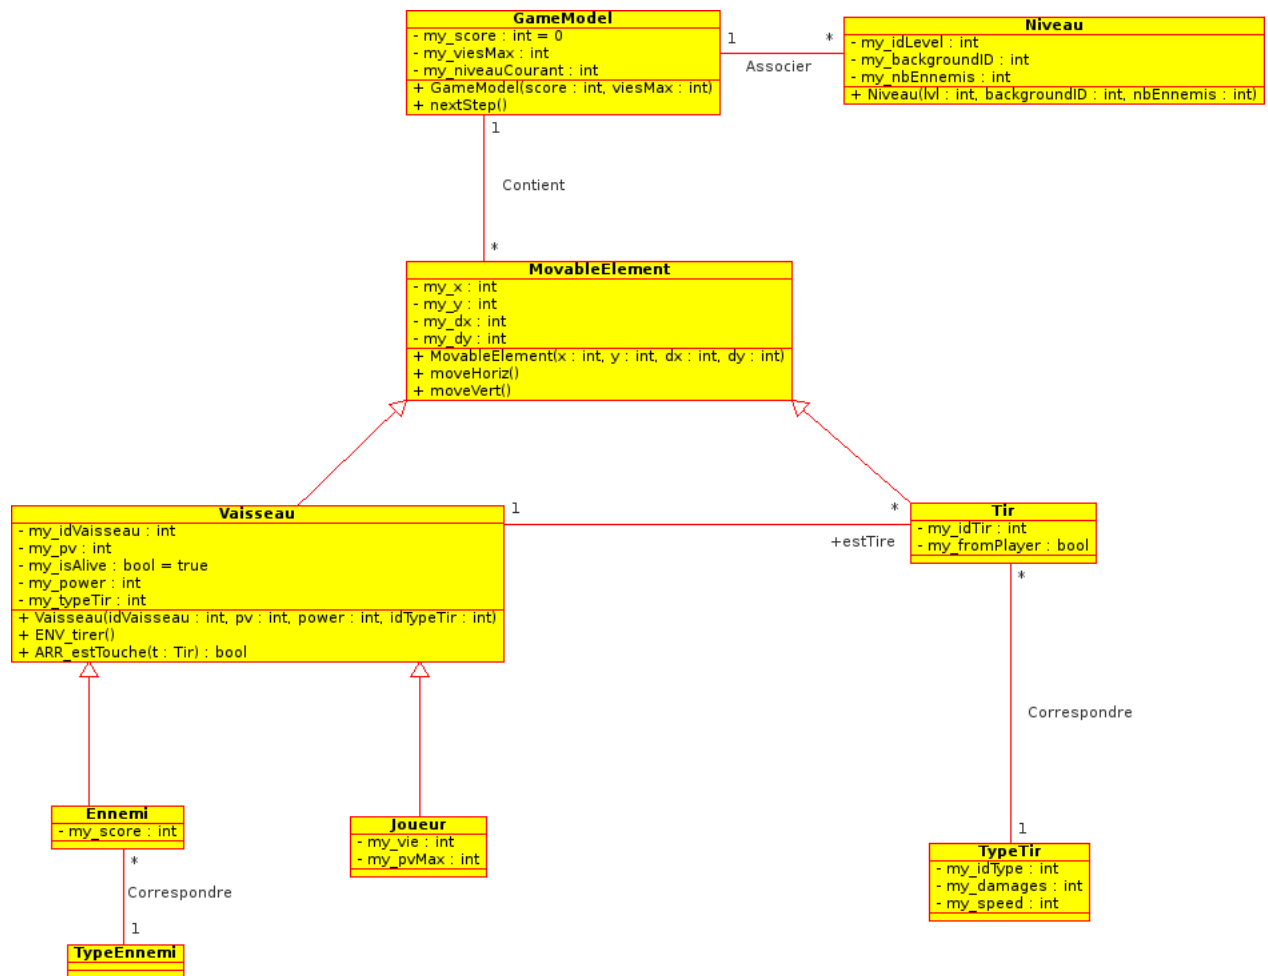 GameModel
- my_score : int = 0
- my_viesMax : int
- my_niveauCourant : int
+ GameModel(score : int, viesMax : int)
+ nextStep()
1
*
Associer
Niveau
- my_idLevel : int
- my_backgroundID : int
- my_nbEnnemis : int
+ Niveau(lvl : int, backgroundID : int, nbEnnemis : int)
1
Contient
*
MovableElement
- my_x : int
- my_y : int
- my_dx : int
- my_dy : int
+ MovableElement(x : int, y : int, dx : int, dy : int)
+ moveHoriz()
+ moveVert()
Vaisseau
- my_idVaisseau : int
- my_pv : int
- my_isAlive : bool = true
- my_power : int
- my_typeTir : int
+ Vaisseau(idVaisseau : int, pv : int, power : int, idTypeTir : int)
+ ENV_tirer()
+ ARR_estTouche(t : Tir) : bool
1
*
+estTire
Tir
- my_idTir : int
- my_fromPlayer : bool
*
Correspondre
1
Ennemi
- my_score : int
*
Correspondre
1
TypeEnnemi
Joueur
- my_vie : int
- my_pvMax : int
TypeTir
- my_idType : int
- my_damages : int
- my_speed : int